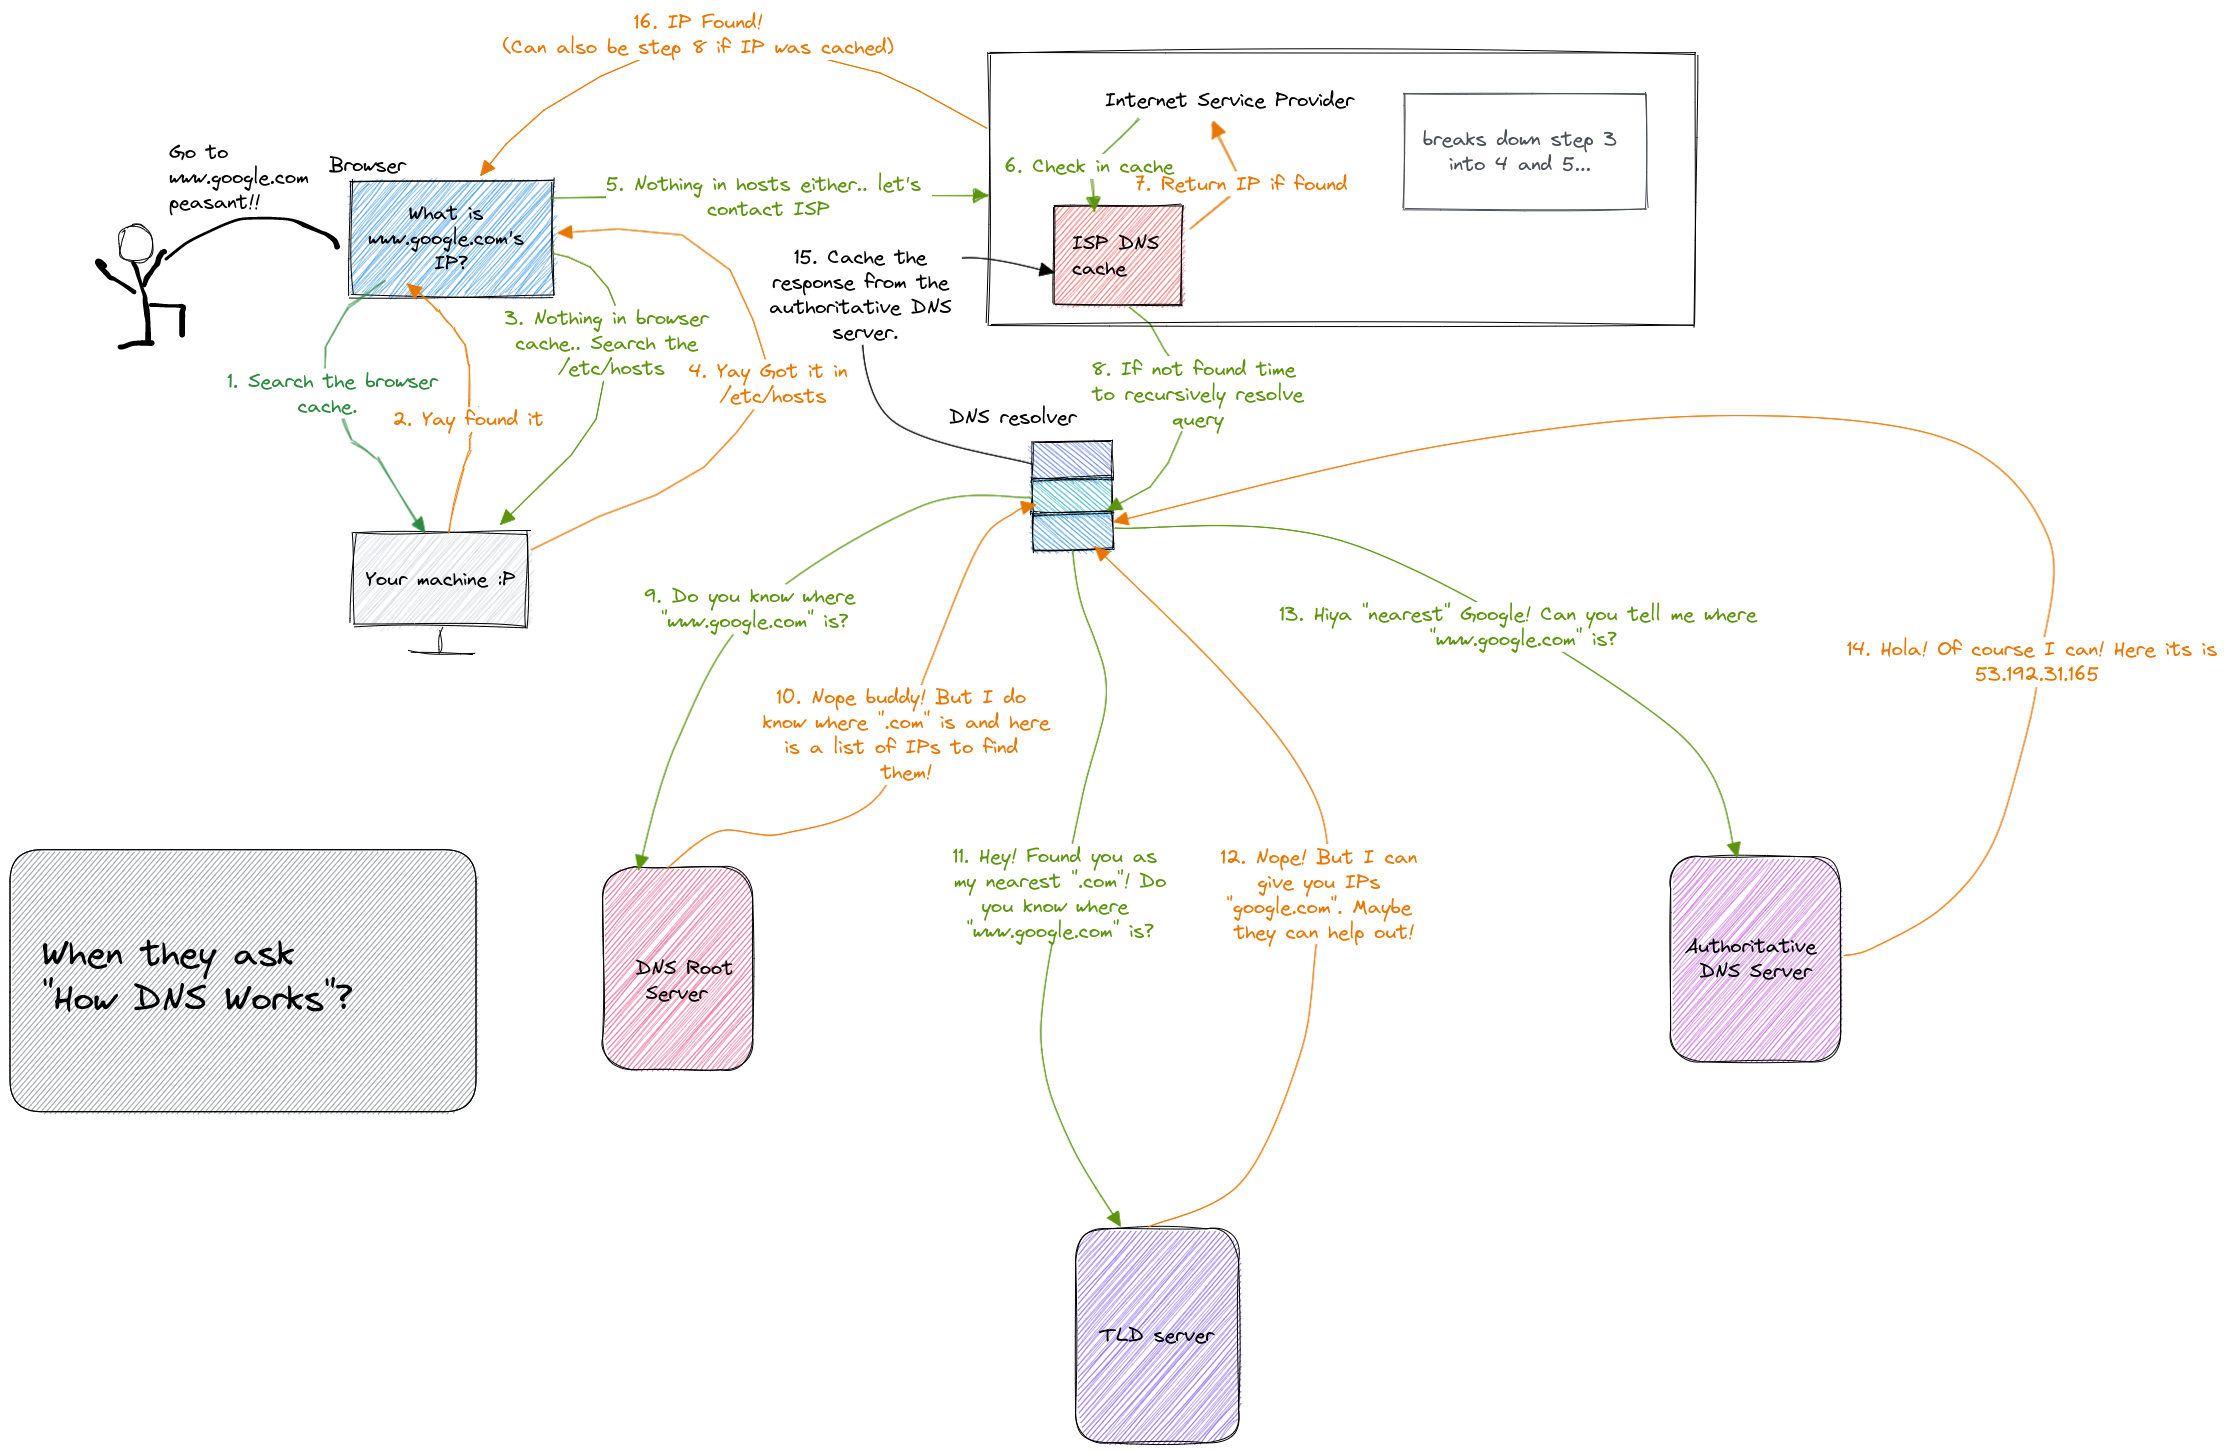 16. IP Found!
(Can also be step 8 if IP was cached)
Internet Service Provider
breaks down step 3
into 4 and 5...
Go to
www.google.com
peasant!!
Browser
What is
www.google.com's
IP?
5. Nothing in hosts either.. let's
contact ISP
6. Check in cache
7. Return IP if found
ISP DNS
cache
15. Cache the
response from the
authoritative DNS
server.
3. Nothing in browser
cache.. Search the
/etc/hosts
4. Yay Got it in
/etc/hosts
1. Search the browser
cache.
2. Yay found it
8. If not found time
to recursively resolve
query
DNS resolver
Your machine :P
9. Do you know where
"www.google.com" is?
13. Hiya "nearest" Google! Can you tell me where
"www.google.com" is?
14. Hola! Of course I can! Here its is
53.192.31.165
10. Nope buddy! But I do
know where ".com" is and here
is a list of IPs to find
them!
11. Hey! Found you as
my nearest ".com"! Do
you know where
"www.google.com" is?
12. Nope! But I can
give you IPs
"google.com". Maybe
they can help out!
When they ask
"How DNS Works"?
DNS Root
Server
Authoritative
DNS Server
TLD server